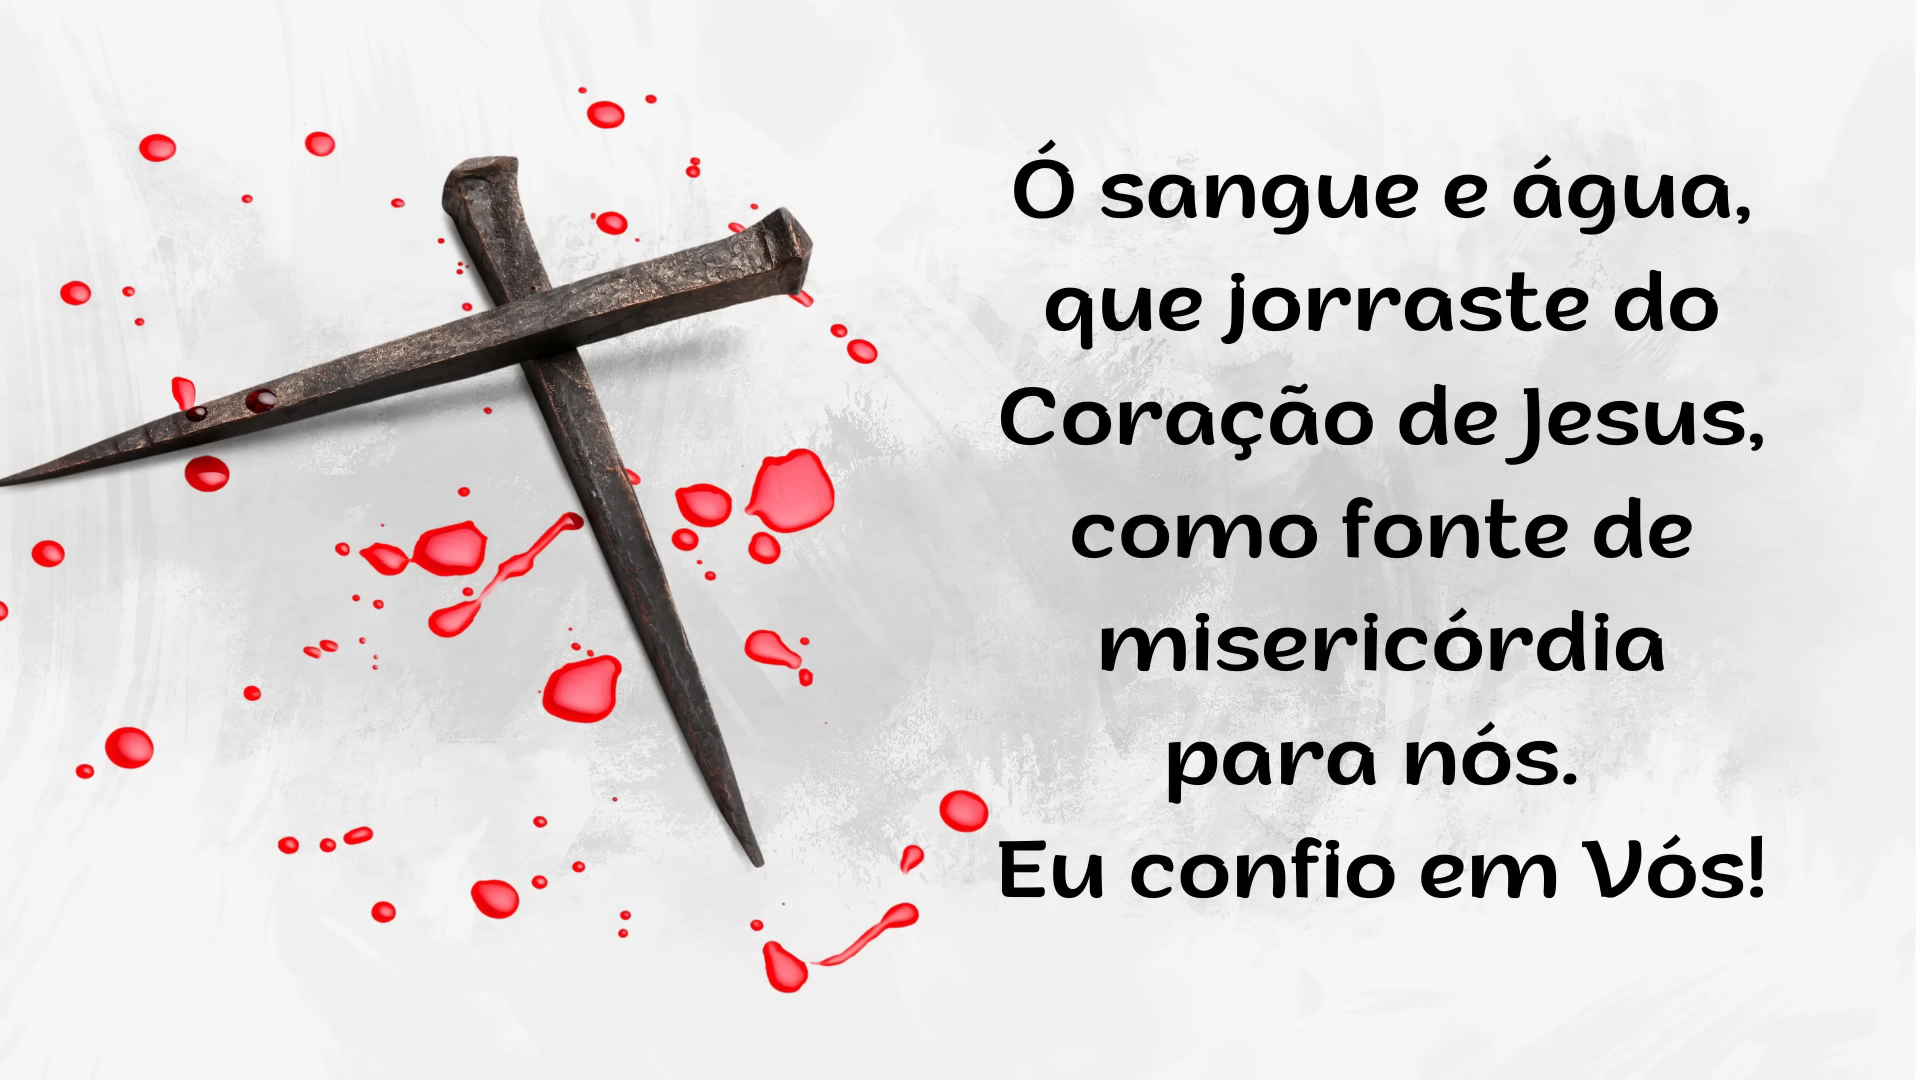 Ó sangue e água,
que jorraste do
Coração de Jesus,
como fonte de
misericórdia
para nós.
Eu confio em Vós!